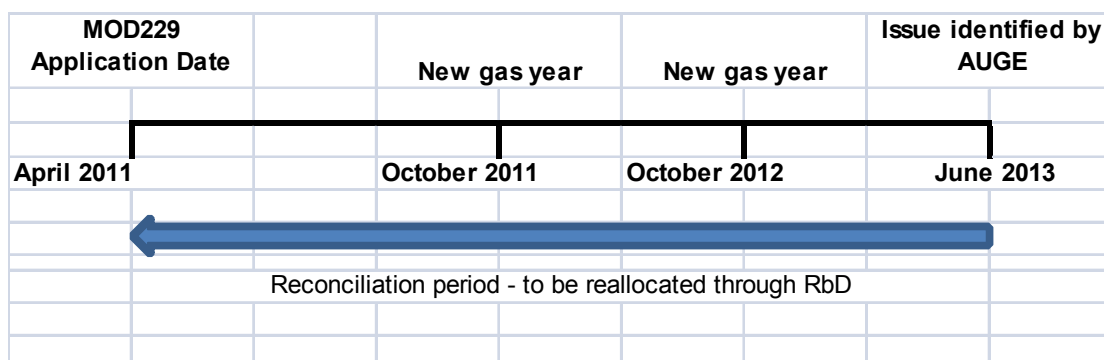 MOD229
Application Date
New gas year
New gas year
Issue identified by
AUGE
April 2011
October 2011
October 2012
June 2013
Reconciliation period - to be reallocated through RbD